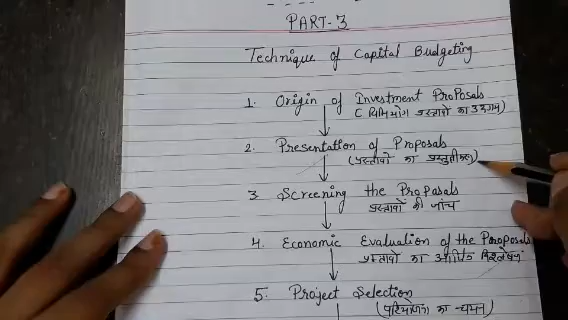 PART-3
Technique of Capital Budgeting
1. Origin of Investment Proposals
(विनियोग प्रस्तावों का उद्गम)
2. Presentation of Proposals
(प्रस्तावों का प्रस्तुतीकरण)
3 Screening the Proposals
प्रस्तावों की जांच
4. Economic Evaluation of the Proposals
प्रस्तावों का आर्थिक विश्लेषण
5. Project Selection
(परियोजना का चयन)